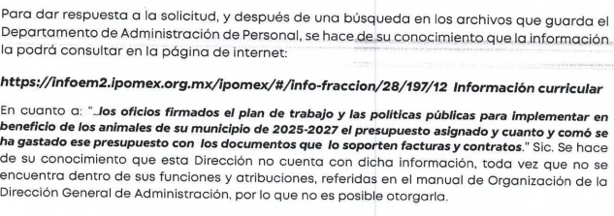 Para dar respuesta a la solicitud, y después de una búsqueda en los archivos que guarda el
Departamento de Administración de Personal, se hace de su conocimiento que la información
la podrá consultar en la página de internet:
https://infoem2.ipomex.org.mx/ipomex/#/info-fraccion/28/197/12 Información curricular
En cuanto a: "...los oficios firmados el plan de trabajo y las políticas públicas para implementar en
beneficio de los animales de su municipio de 2025-2027 el presupuesto asignado y cuanto y comó se
ha gastado ese presupuesto con los documentos que lo soporten facturas y contratos." Sic. Se hace
de su conocimiento que esta Dirección no cuenta con dicha información, toda vez que no se
encuentra dentro de sus funciones y atribuciones, referidas en el manual de Organización de la
Dirección General de Administración, por lo que no es posible otorgarla.